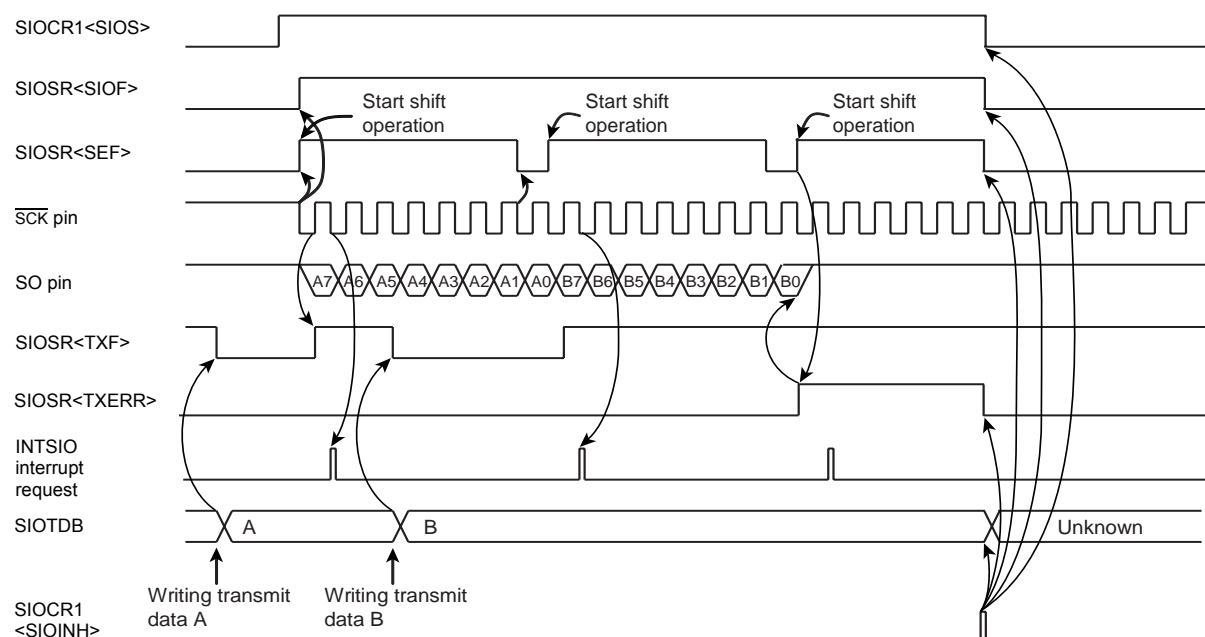 SIOCR1<SIOS>
SIOSR<SIOF>
Start shift
operation
Start shift
operation
Start shift
operation
SIOSR<SEF>
SCK pin
SO pin
A7 A6 A5 A4 A3 A2 A1 A0 B7 B6 B5 B4 B3 B2 B1 B0
SIOSR<TXF>
SIOSR<TXERR>
INTSIO
interrupt
request
SIOTDB
A
B
Unknown
Writing transmit
data A
Writing transmit
data B
SIOCR1
<SIOINH>